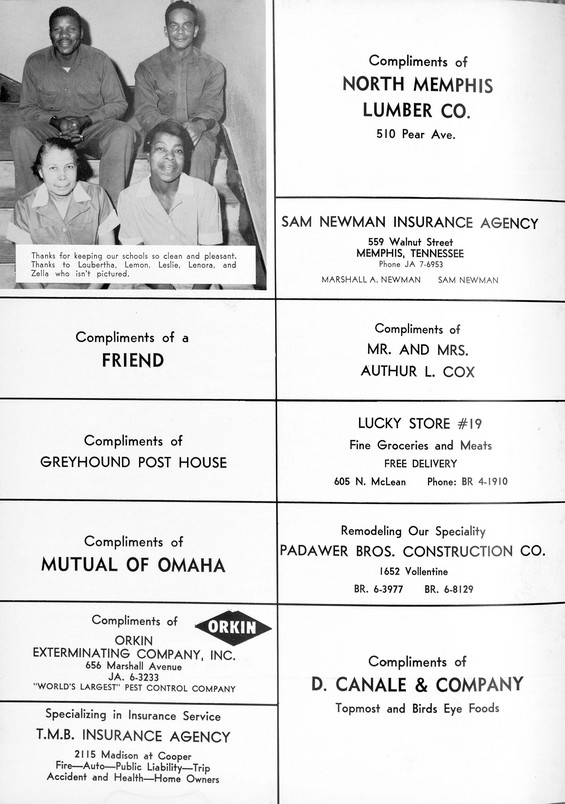 Thanks for keeping our schools so clean and pleasant.
Thanks to Loubertha, Lemon, Leslie, Lenora, and
Zella who isn't pictured.
Compliments of a
FRIEND
Compliments of
GREYHOUND POST HOUSE
Compliments of
MUTUAL OF OMAHA
Compliments of
ORKIN
ORKIN
EXTERMINATING COMPANY, INC.
656 Marshall Avenue
JA. 6-3233
"WORLD'S LARGEST" PEST CONTROL COMPANY
Specializing in Insurance Service
T.M.B. INSURANCE AGENCY
2115 Madison at Cooper
Fire—Auto—Public Liability—Trip
Accident and Health—Home Owners
Compliments of
NORTH MEMPHIS
LUMBER CO.
510 Pear Ave.
SAM NEWMAN INSURANCE AGENCY
559 Walnut Street
MEMPHIS, TENNESSEE
Phone JA 7-6953
MARSHALL A. NEWMAN SAM NEWMAN
Compliments of
MR. AND MRS.
AUTHUR L. COX
LUCKY STORE #19
Fine Groceries and Meats
FREE DELIVERY
605 N. McLean Phone: BR 4-1910
Remodeling Our Speciality
PADAWER BROS. CONSTRUCTION CO.
1652 Vollentine
BR. 6-3977 BR. 6-8129
Compliments of
D. CANALE & COMPANY
Topmost and Birds Eye Foods